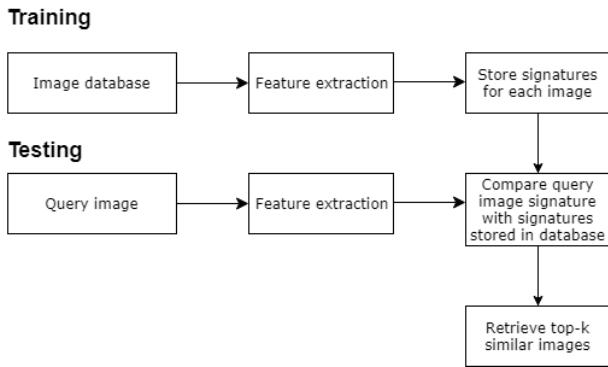 Training
Image database
Feature extraction
Store signatures
for each image
Testing
Query image
Feature extraction
Compare query
image signature
with signatures
stored in database
Retrieve top-k
similar images